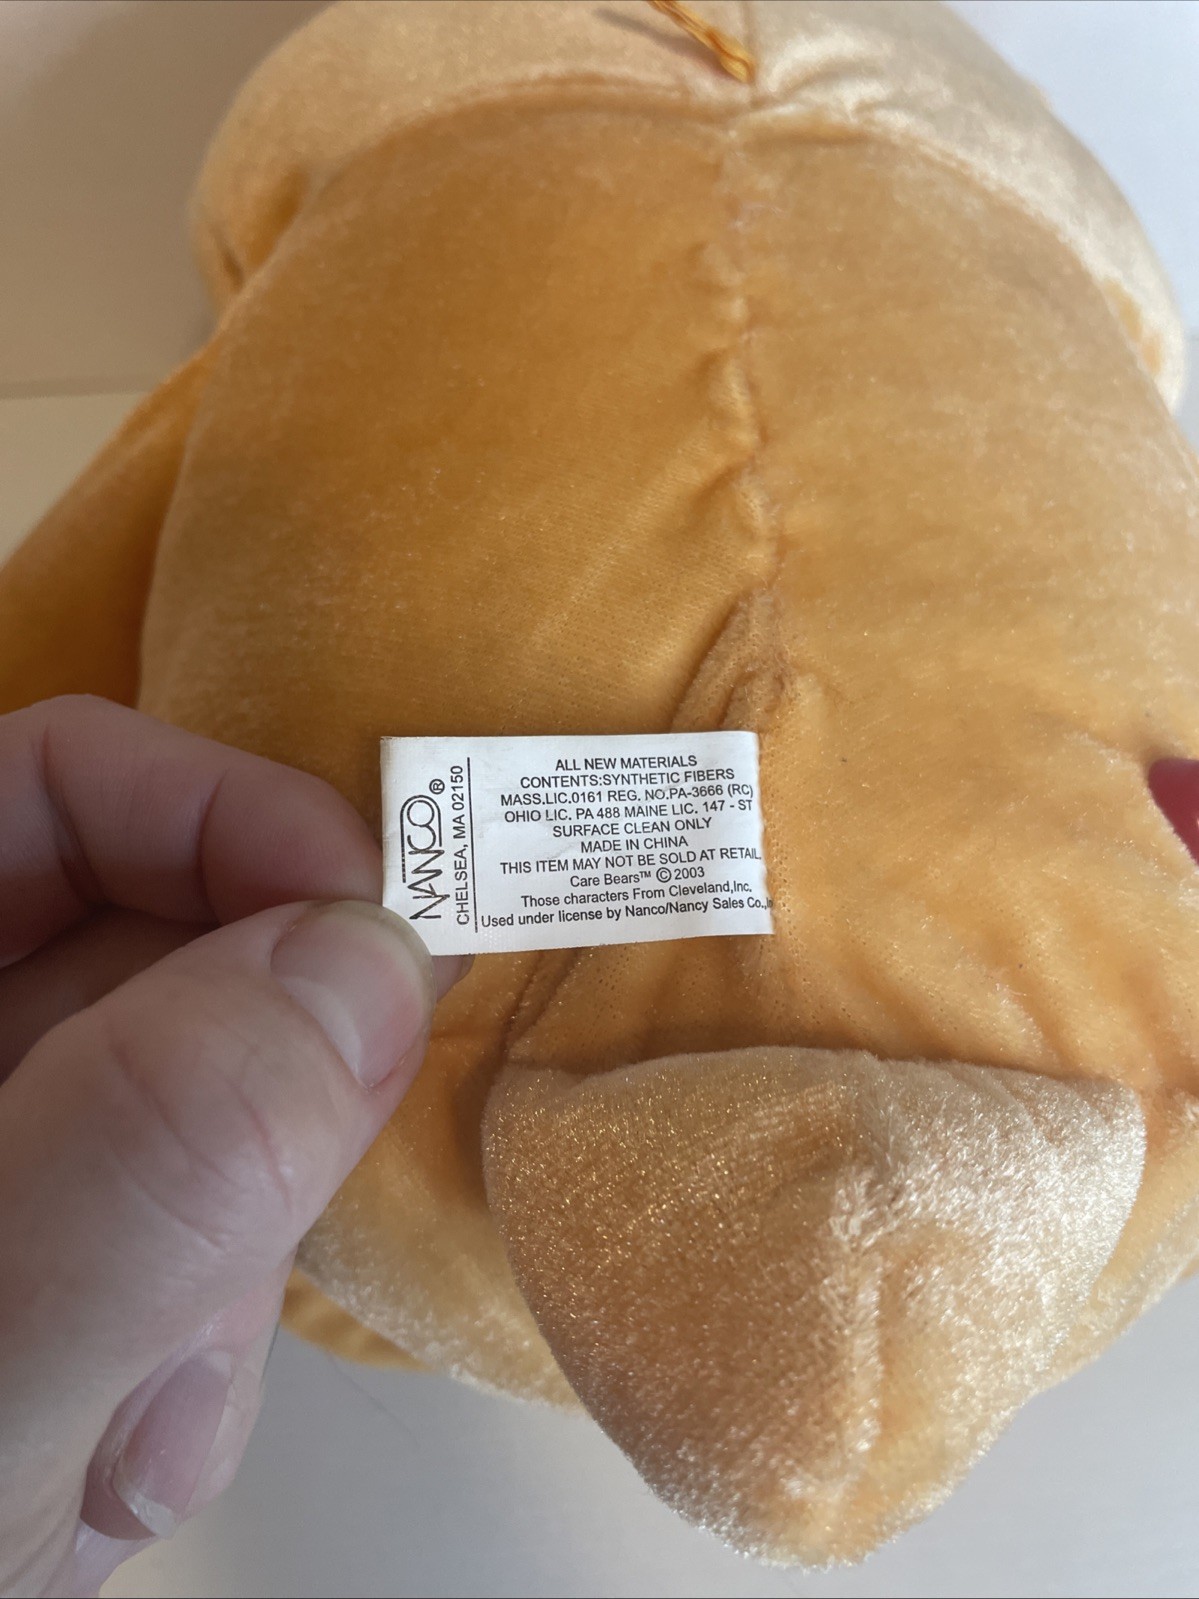 NANCO®
CHELSEA, MA 02150
ALL NEW MATERIALS
CONTENTS:SYNTHETIC FIBERS
MASS.LIC.0161 REG. NO.PA-3666 (RC)
OHIO LIC. PA 488 MAINE LIC. 147 - ST
SURFACE CLEAN ONLY
MADE IN CHINA
THIS ITEM MAY NOT BE SOLD AT RETAIL
Care Bears™ © 2003
Those characters From Cleveland,Inc.
Used under license by Nanco/Nancy Sales Co.,